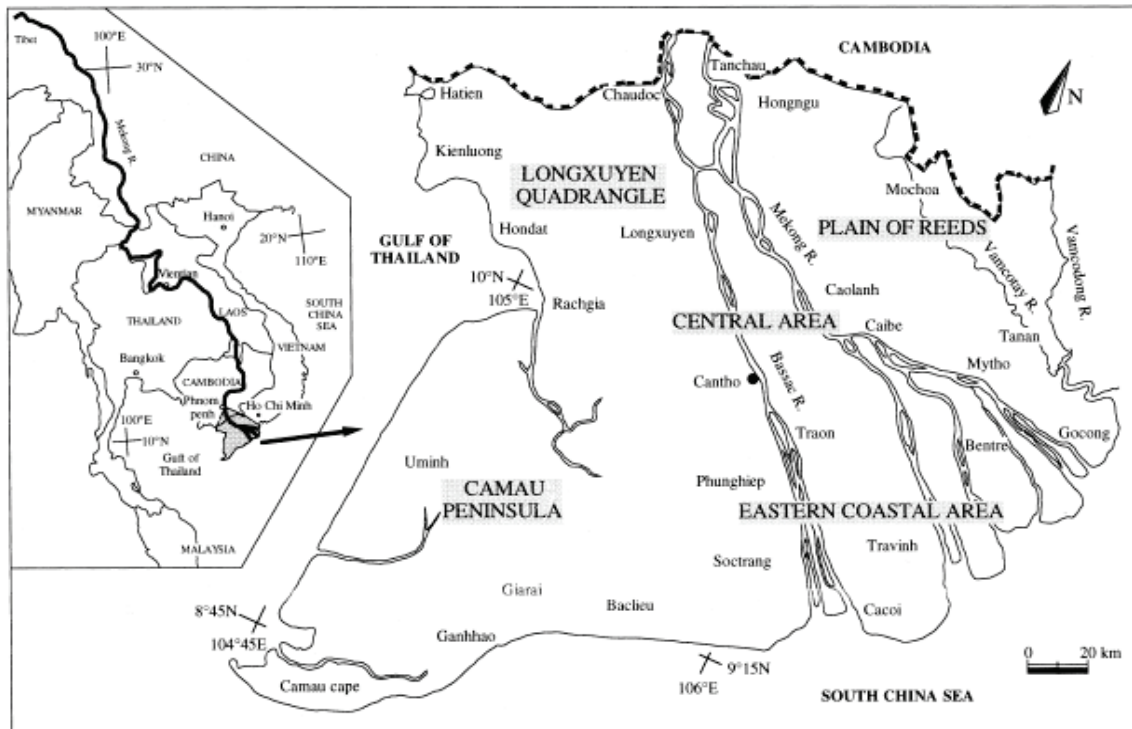 Tibet
100°E
30°N
Mekong R.
CHINA
MYANMAR
Hanoi
20°N
110°E
Vientian
LAOS
THAILAND
SOUTH
CHINA
SEA
VIETNAM
Bangkok
CAMBODIA
Phnom
penh
Ho Chi Minh
100°E
10°N
Gulf of
Thailand
MALAYSIA
CAMBODIA
N
Tanchau
Hatien
Chaudoc
Hongngu
Kienluong
LONGXUYEN
QUADRANGLE
Mochoa
PLAIN OF REEDS
Hondat
Longxuyen
Mekong R.
GULF OF
THAILAND
Vamcotay R.
Vamcodong R.
10°N
105°E
Rachgia
Caolanh
CENTRAL AREA
Caibe
Tanan
Mytho
Cantho
Bassac R.
Traon
Gocong
Bentre
Uminh
Phunghiep
CAMAU
PENINSULA
EASTERN COASTAL AREA
Travinh
Soctrang
Giarai
Baclieu
Cacoi
8°45N
104°45E
Ganhhao
9°15N
106°E
0 20 km
Camau cape
SOUTH CHINA SEA